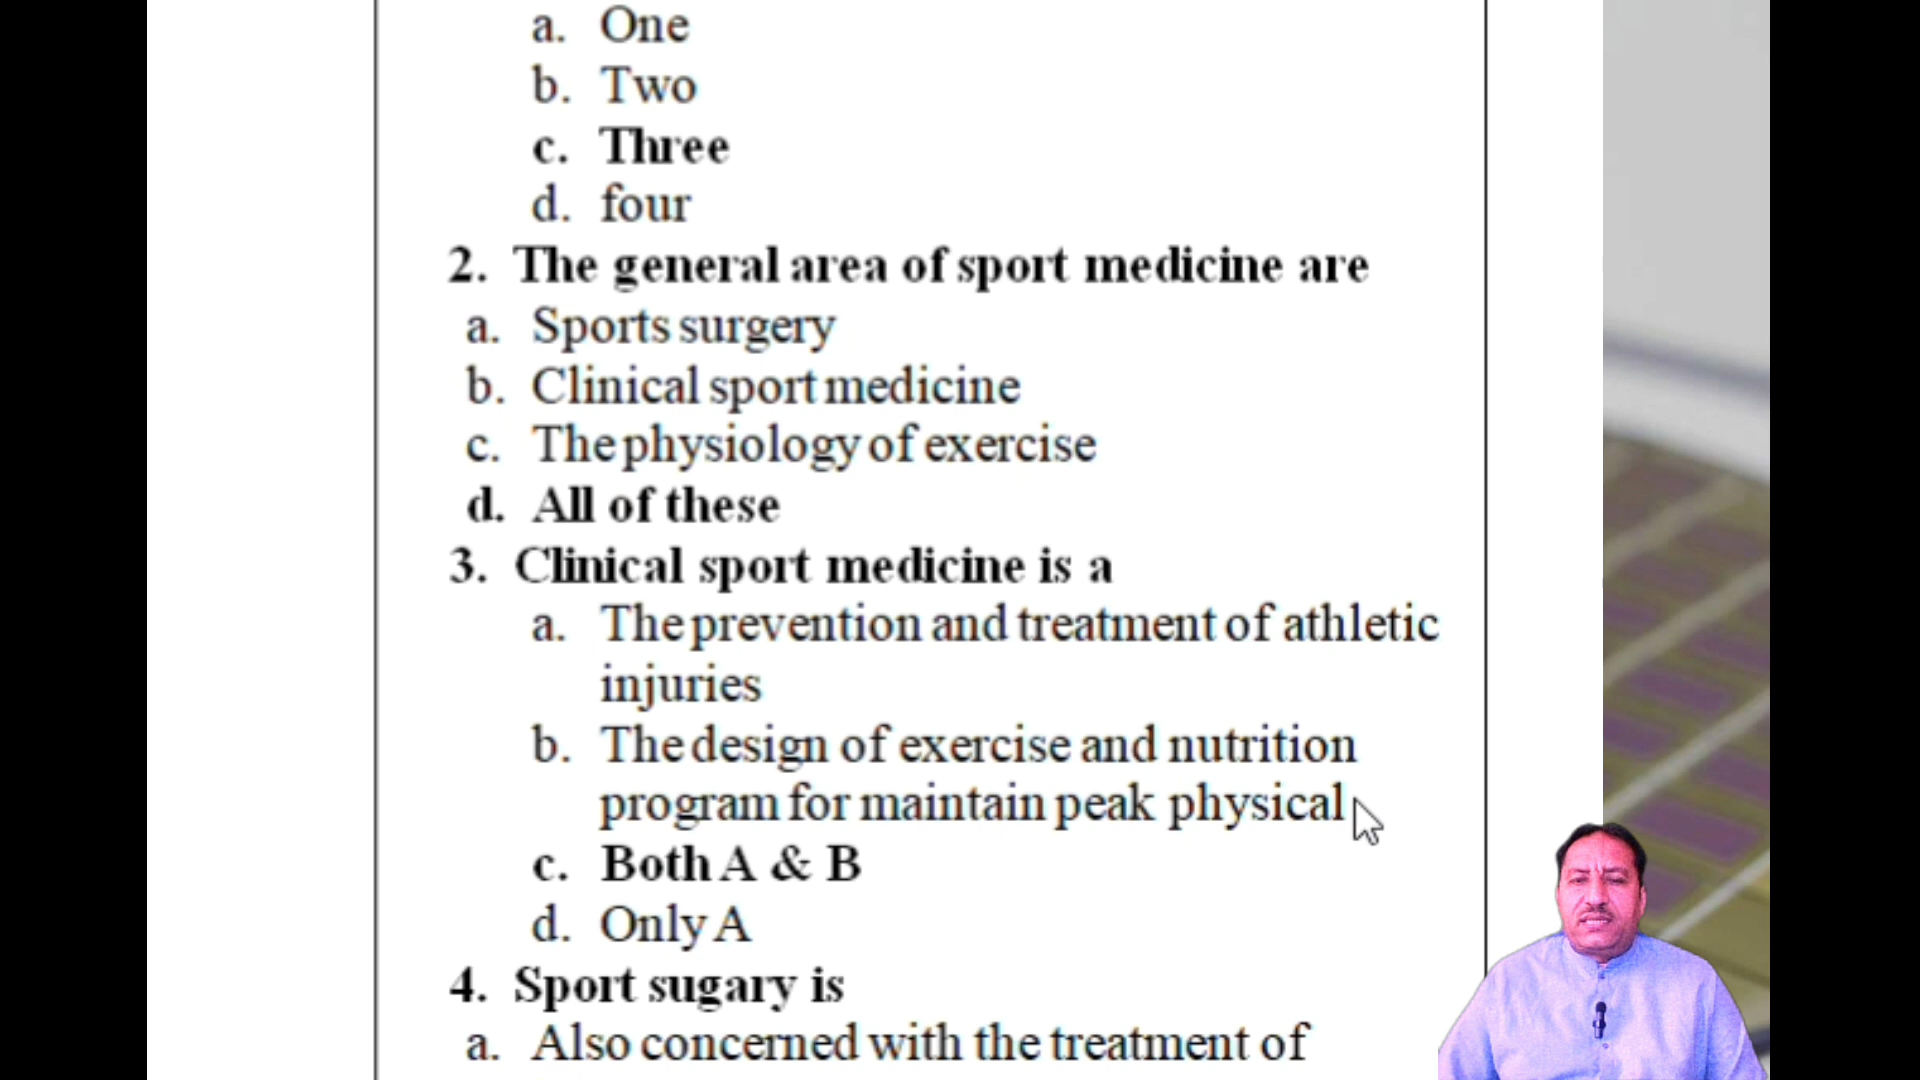 a. One
b. Two
c. Three
d. four
2. The general area of sport medicine are
a. Sports surgery
b. Clinical sport medicine
c. The physiology of exercise
d. All of these
3. Clinical sport medicine is a
a. The prevention and treatment of athletic
injuries
b. The design of exercise and nutrition
program for maintain peak physical
c. Both A & B
d. Only A
4. Sport sugary is
a. Also concerned with the treatment of